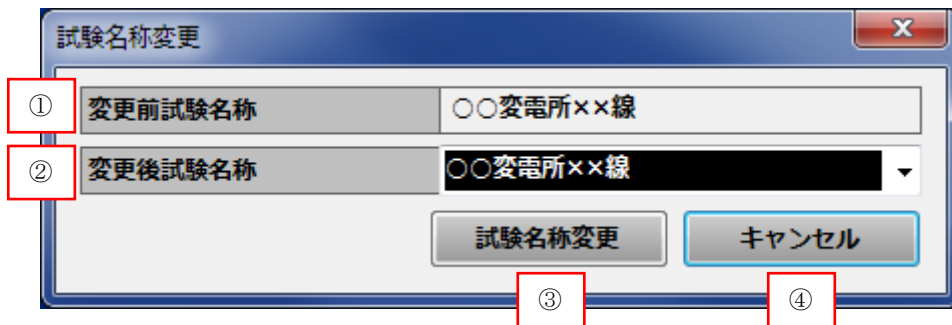 試験名称変更
① 変更前試験名称 ○○変電所××線
② 変更後試験名称 ○○変電所××線
試験名称変更 キャンセル
③ ④